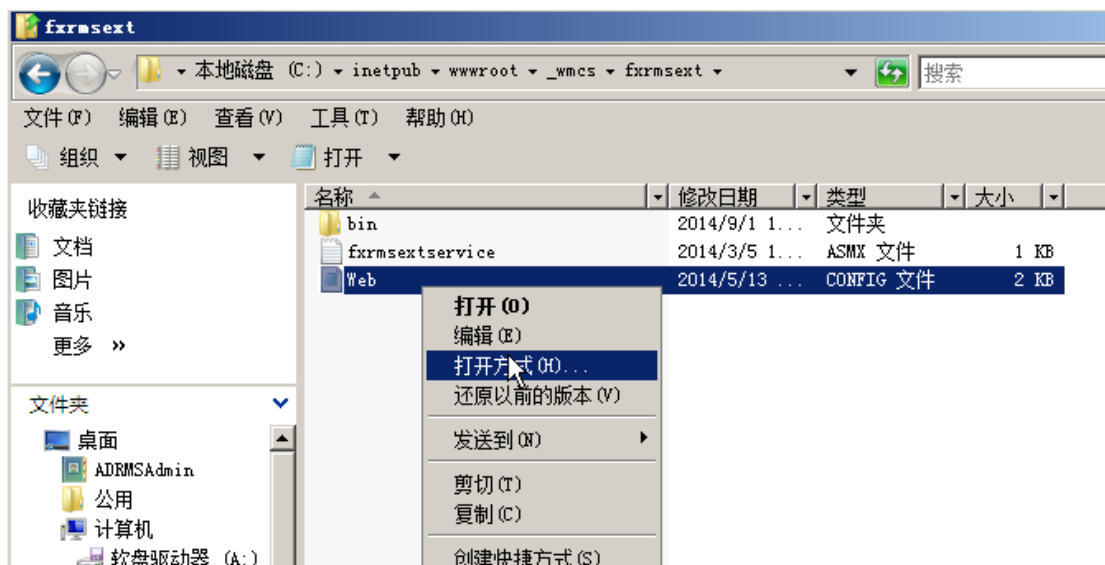 fxrmsext
本地磁盘 (C:) inetpub wwwroot _wmcs fxrmsext 搜索
文件(F) 编辑(E) 查看(V) 工具(T) 帮助(H)
组织 视图 打开
收藏夹链接
文档
图片
音乐
更多 »
文件夹
桌面
ADRMSAdmin
公用
计算机
软盘驱动器 (A:)
名称 修改日期 类型 大小
bin 2014/9/1 1... 文件夹
fxrmsextservice 2014/3/5 1... ASMX 文件 1 KB
Web 2014/5/13 ... CONFIG 文件 2 KB
打开(O)
编辑(E)
打开方式(H)...
还原以前的版本(V)
发送到(N)
剪切(T)
复制(C)
创建快捷方式(S)